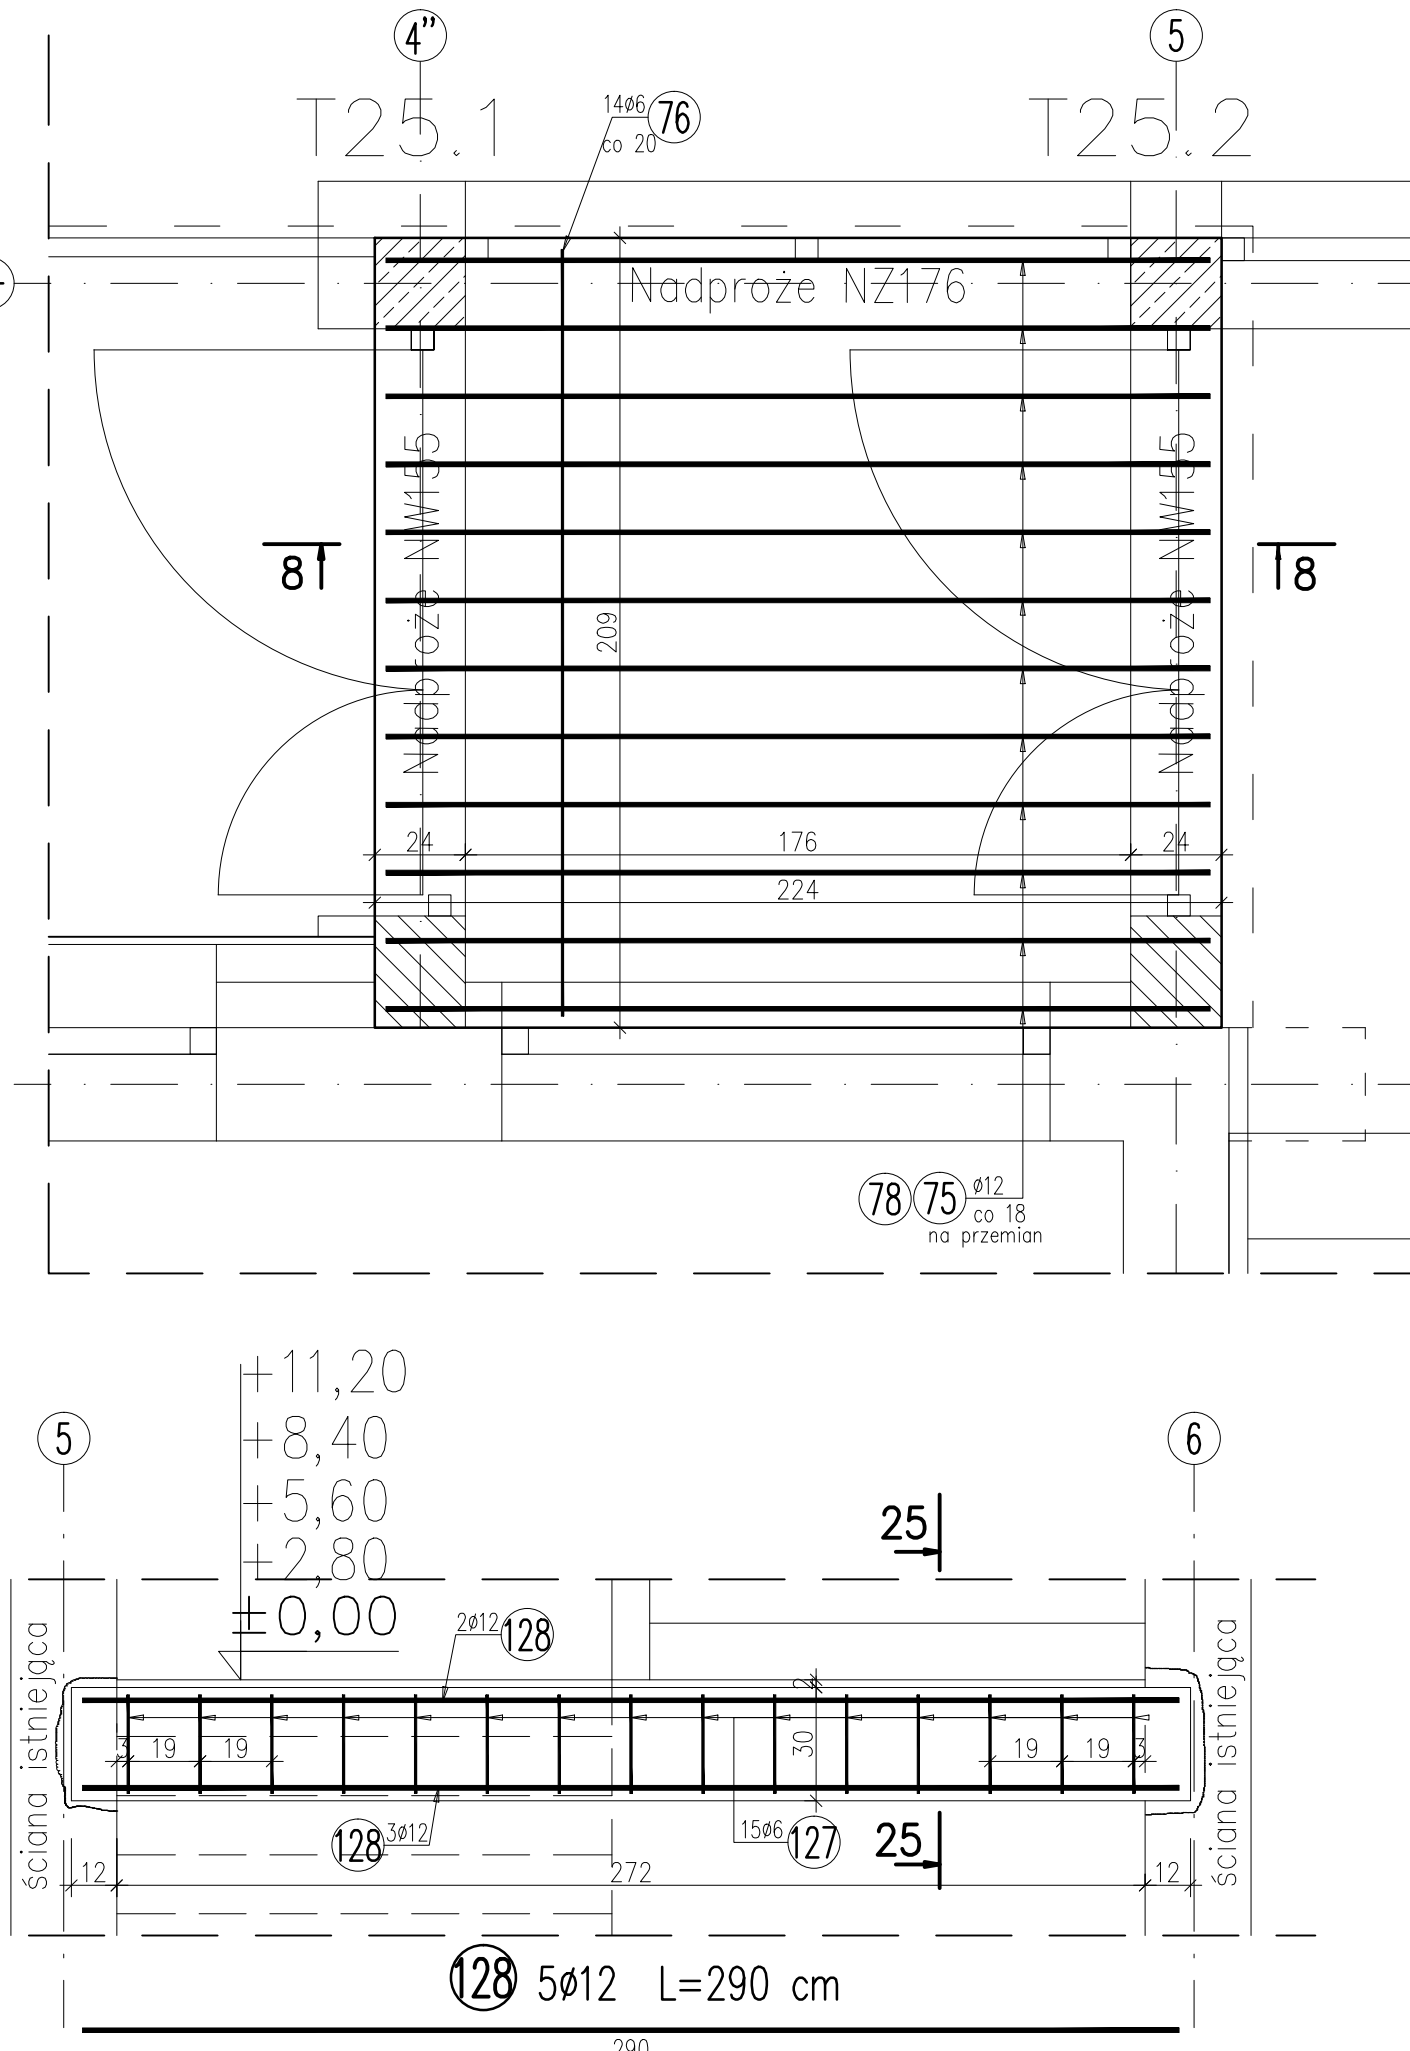 4”
5
T25.1
T25.2
14ø6
76
co 20
Nadproże NZ176
Nadproże NW155
Nadproże NW155
8
8
209
24
176
24
224
78
75
ø12
co 18
na przemian
+11,20
+8,40
+5,60
+2,80
±0,00
5
6
25
2ø12
128
ściana istniejąca
ściana istniejąca
2
30
3
19
19
19
19
3
128
3ø12
15ø6
127
25
12
272
12
128 5ø12 L=290 cm
290